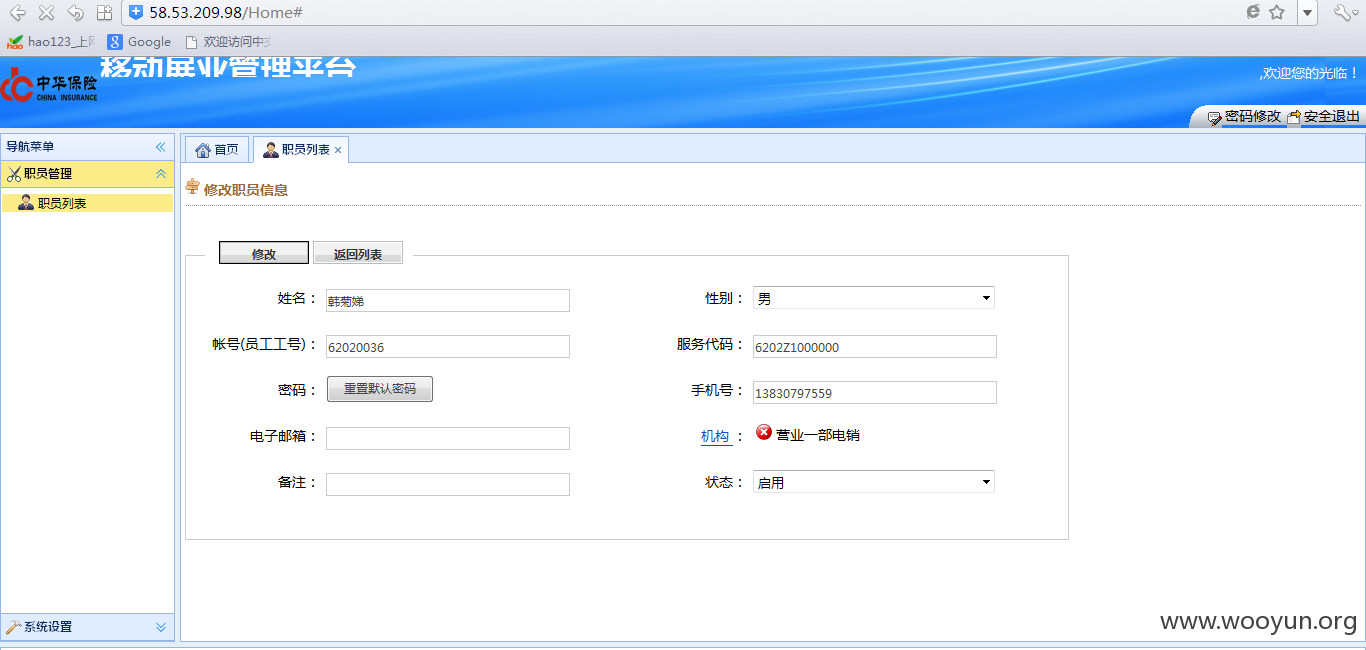 58.53.209.98/Home#
hao123_上网
Google
欢迎访问中
移动展业管理平台
中华保险
CHINA INSURANCE
,欢迎您的光临！
密码修改 安全退出
导航菜单
首页
职员列表
职员管理
职员列表
修改职员信息
修改
返回列表
姓名： 韩菊娣
性别： 男
帐号(员工工号)： 62020036
服务代码： 6202Z1000000
密码： 重置默认密码
手机号： 13830797559
电子邮箱：
机构： 营业一部电销
备注：
状态： 启用
系统设置
www.wooyun.org